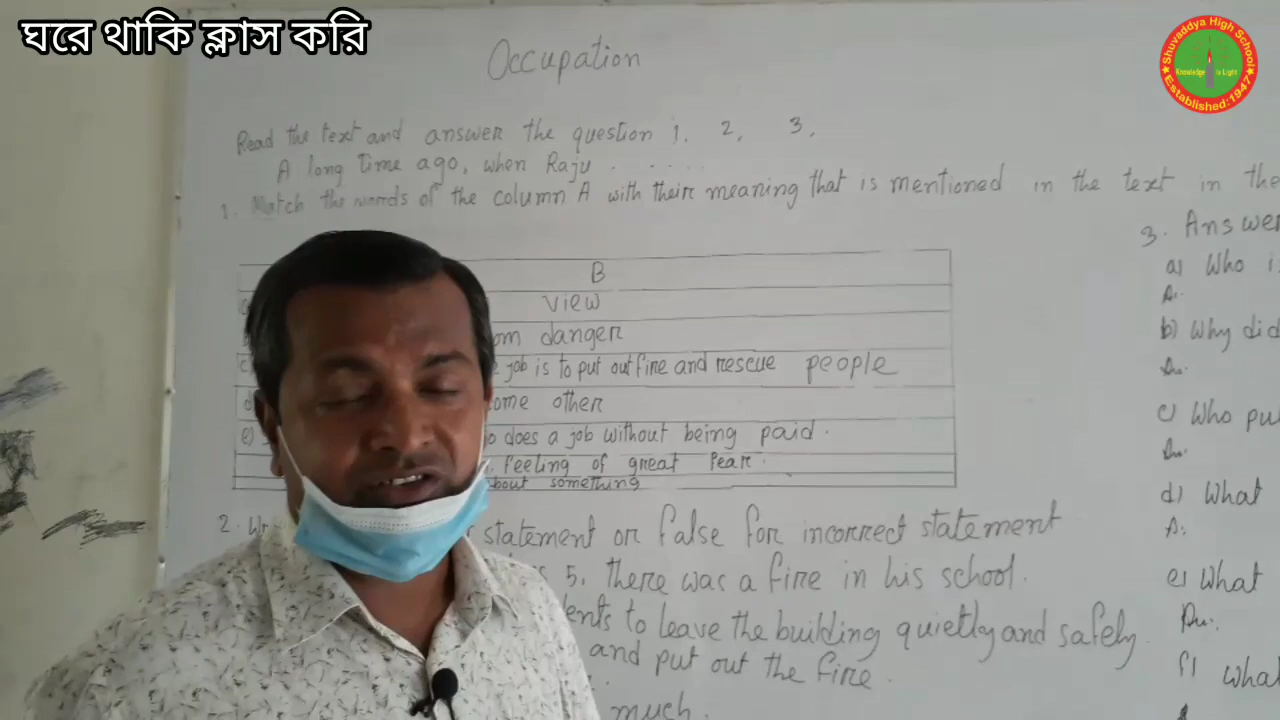 ঘরে থাকি ক্লাস করি
Shuvaddya High School
Knowledge is Light
Established:1947
Occupation
Read the text and answer the question 1. 2, 3,
A long time ago, when Raju . . . . . .
1. Match the words of the column A with their meaning that is mentioned in the text in the
B
view
om danger
job is to put out fire and rescue people
ome other
e)
o does a job without being paid.
feeling of great fear.
about something
2. statement or false for incorrect statement
5, there was a fire in his school.
ents to leave the building quietly and safely.
and put out the fire.
much.
3. Answer
a) Who i
A:
b) Why did
c) Who pu
d) What
A:
e) What
f) What